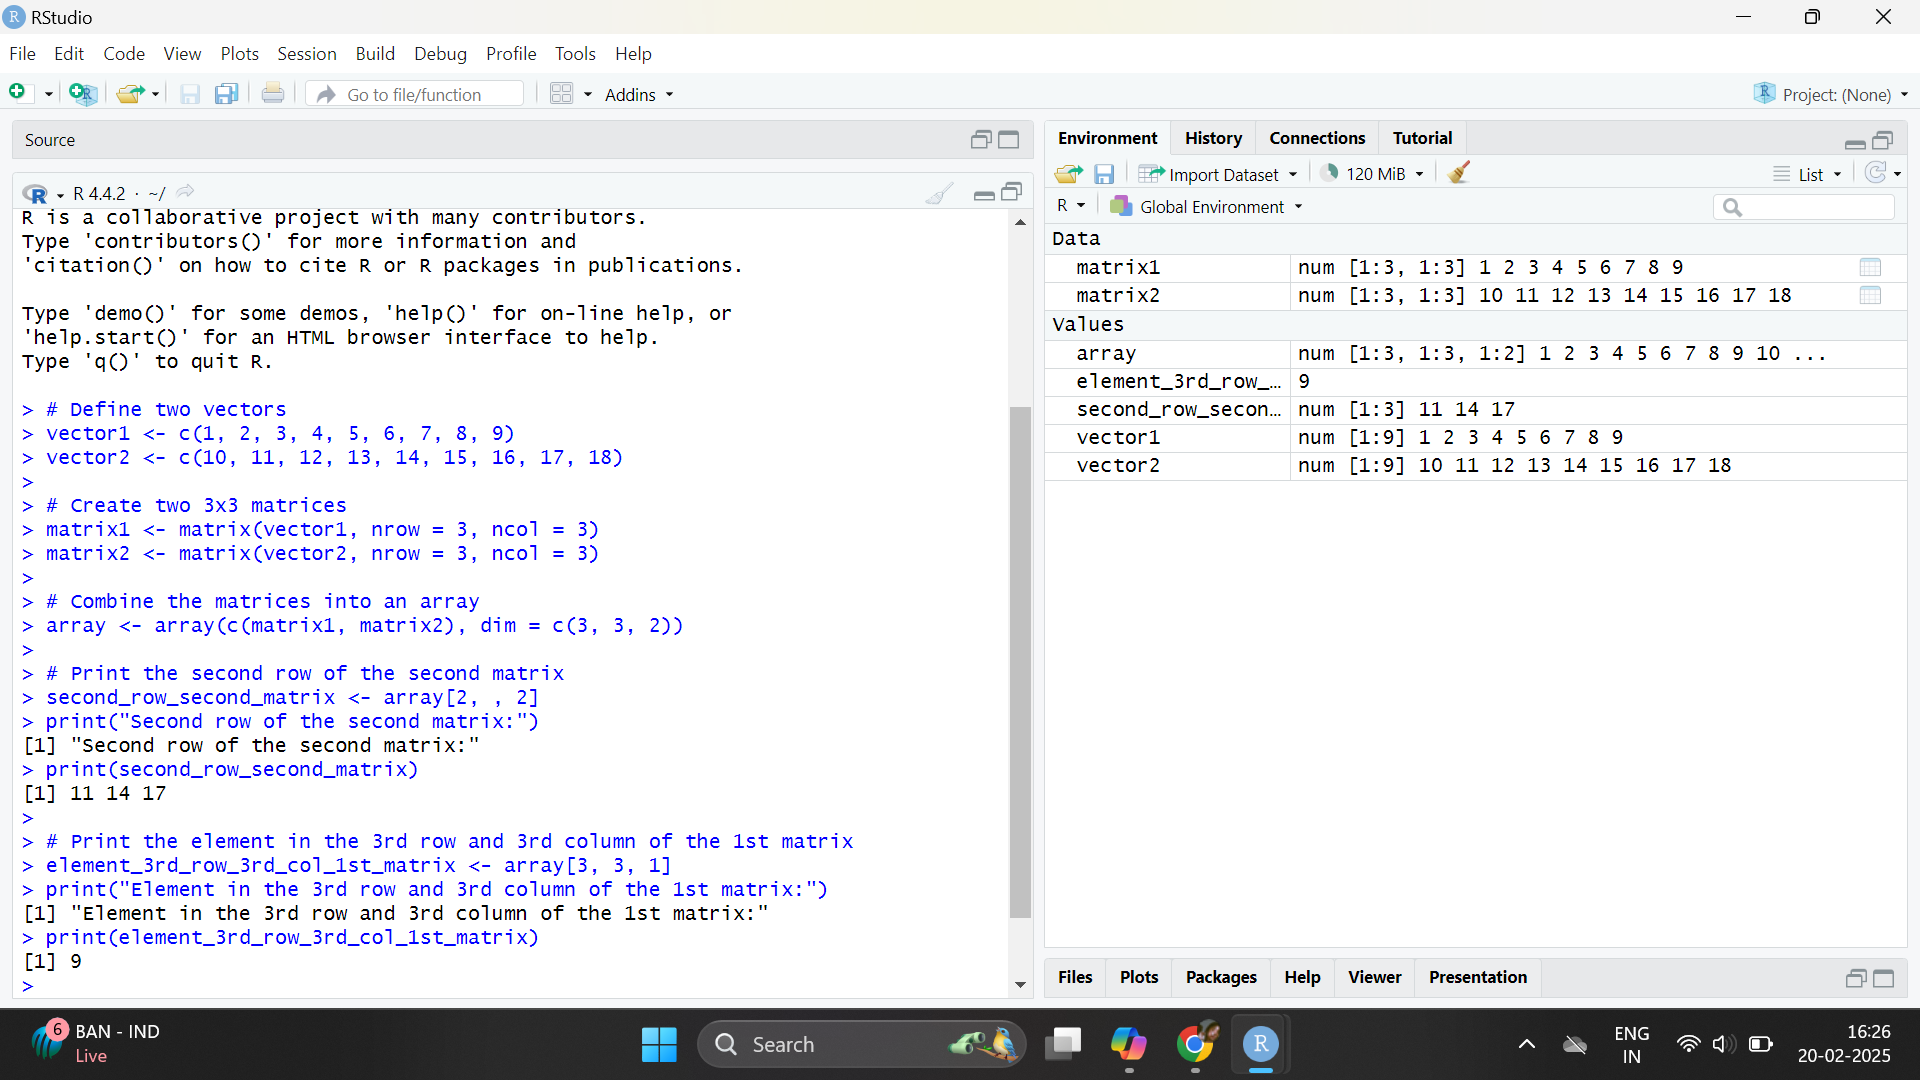 RStudio
File Edit Code View Plots Session Build Debug Profile Tools Help
Go to file/function Addins Project: (None)
Source
R 4.4.2 · ~/
R is a collaborative project with many contributors.
Type 'contributors()' for more information and
'citation()' on how to cite R or R packages in publications.
Type 'demo()' for some demos, 'help()' for on-line help, or
'help.start()' for an HTML browser interface to help.
Type 'q()' to quit R.
> # Define two vectors
> vector1 <- c(1, 2, 3, 4, 5, 6, 7, 8, 9)
> vector2 <- c(10, 11, 12, 13, 14, 15, 16, 17, 18)
>
> # Create two 3x3 matrices
> matrix1 <- matrix(vector1, nrow = 3, ncol = 3)
> matrix2 <- matrix(vector2, nrow = 3, ncol = 3)
>
> # Combine the matrices into an array
> array <- array(c(matrix1, matrix2), dim = c(3, 3, 2))
>
> # Print the second row of the second matrix
> second_row_second_matrix <- array[2, , 2]
> print("Second row of the second matrix:")
[1] "Second row of the second matrix:"
> print(second_row_second_matrix)
[1] 11 14 17
>
> # Print the element in the 3rd row and 3rd column of the 1st matrix
> element_3rd_row_3rd_col_1st_matrix <- array[3, 3, 1]
> print("Element in the 3rd row and 3rd column of the 1st matrix:")
[1] "Element in the 3rd row and 3rd column of the 1st matrix:"
> print(element_3rd_row_3rd_col_1st_matrix)
[1] 9
>
Environment History Connections Tutorial
Import Dataset 120 MiB List
R Global Environment
Data
matrix1 num [1:3, 1:3] 1 2 3 4 5 6 7 8 9
matrix2 num [1:3, 1:3] 10 11 12 13 14 15 16 17 18
Values
array num [1:3, 1:3, 1:2] 1 2 3 4 5 6 7 8 9 10 ...
element_3rd_row_… 9
second_row_secon… num [1:3] 11 14 17
vector1 num [1:9] 1 2 3 4 5 6 7 8 9
vector2 num [1:9] 10 11 12 13 14 15 16 17 18
Files Plots Packages Help Viewer Presentation
6 BAN - IND
Live
Search
ENG
IN
16:26
20-02-2025